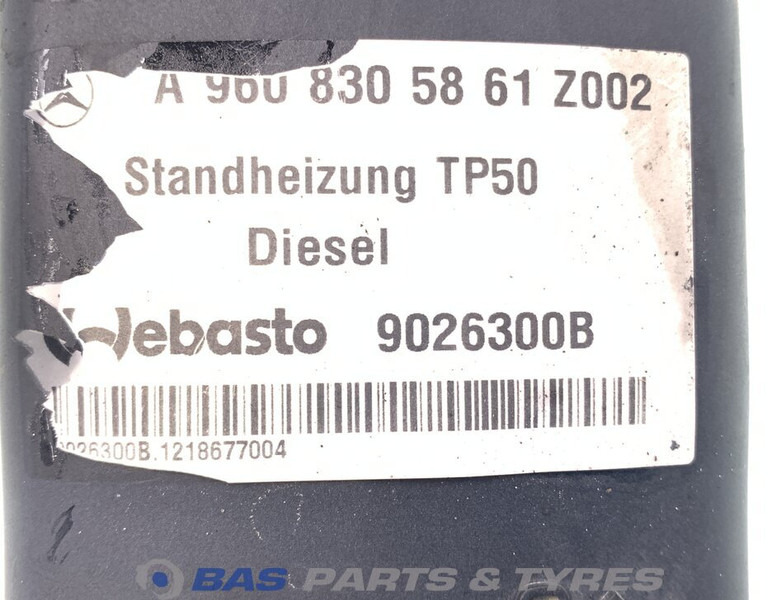 A 960 830 58 61 Z002
Standheizung TP50
Diesel
Webasto 9026300B
9026300B.1218677004
BAS PARTS & TYRES